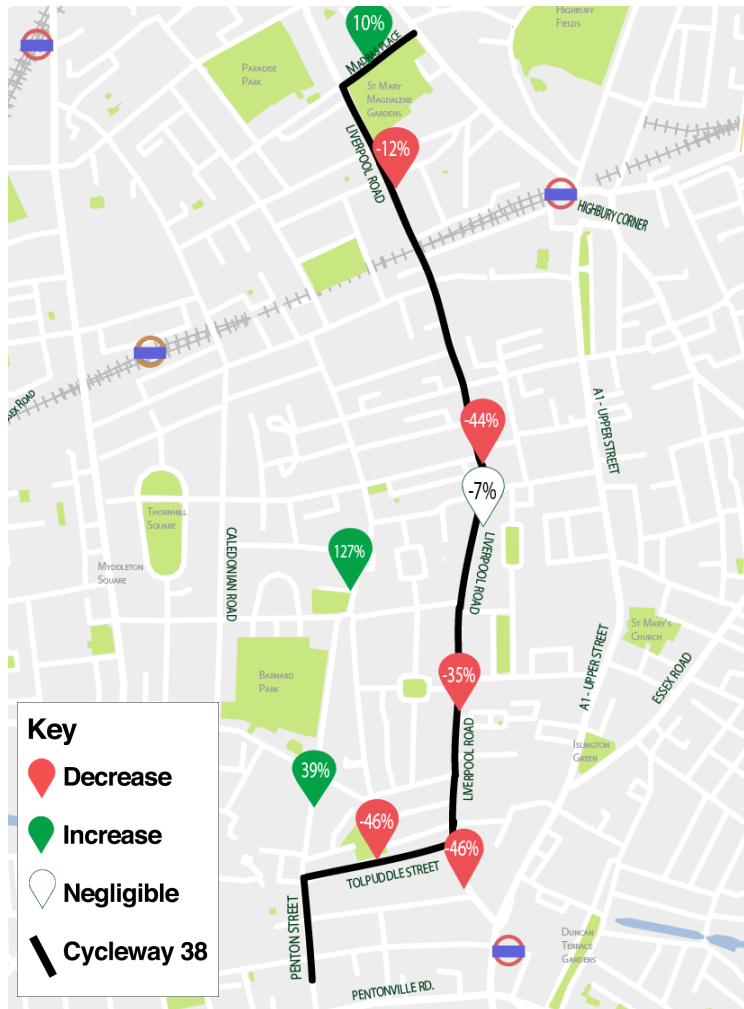 HIGHBURY
FIELDS
10%
MADRAS PLACE
PARADISE
PARK
ST MARY
MAGDALENE
GARDENS
-12%
LIVERPOOL ROAD
HIGHBURY CORNER
SEX ROAD
A1 - UPPER STREET
-44%
-7%
THORNHILL
SQUARE
CALEDONIAN ROAD
127%
LIVERPOOL ROAD
MYDDLETON
SQUARE
ST MARY'S
CHURCH
A1 - UPPER STREET
ESSEX ROAD
-35%
BARNARD
PARK
LIVERPOOL ROAD
ISLINGTON
GREEN
39%
-46%
-46%
TOLPUDDLE STREET
PENTON STREET
DUNCAN
TERRACE
GARDENS
PENTONVILLE RD.
Key
Decrease
Increase
Negligible
Cycleway 38